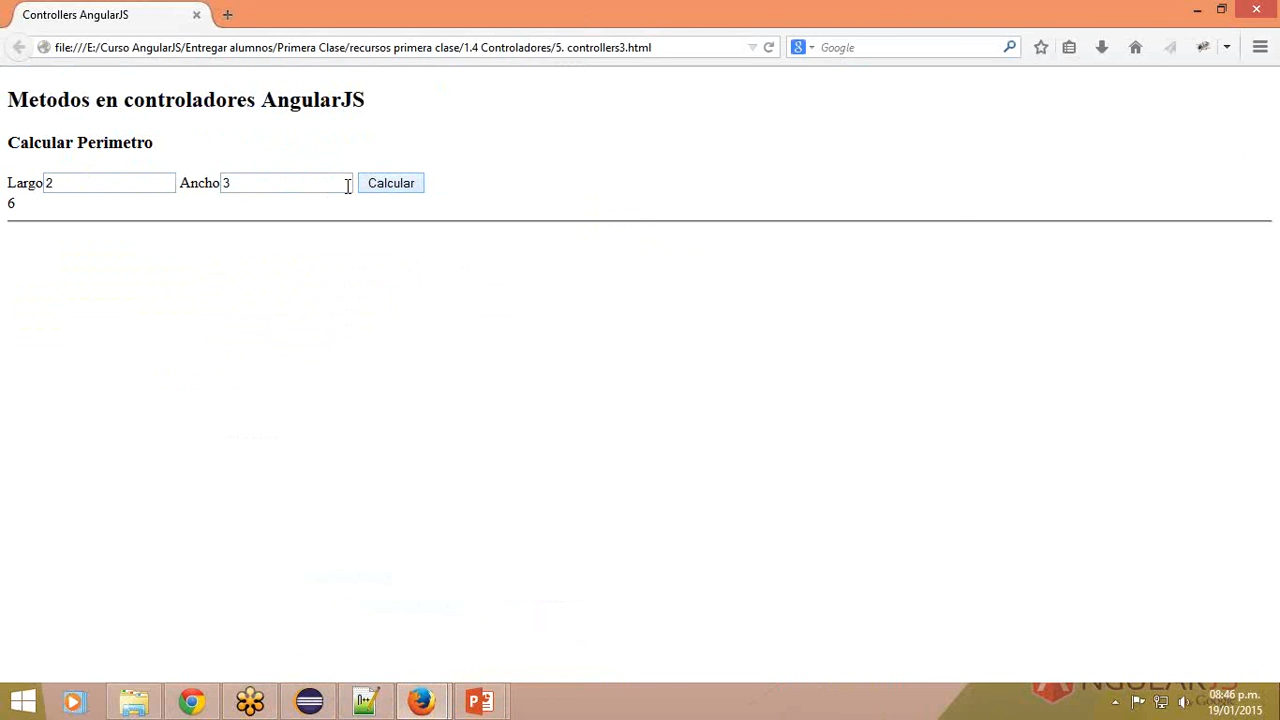 Controllers AngularJS
file:///E:/Curso AngularJS/Entregar alumnos/Primera Clase/recursos primera clase/1.4 Controladores/5. controllers3.html
Google
Metodos en controladores AngularJS
Calcular Perimetro
Largo 2 Ancho 3 Calcular
6
08:46 p.m.
19/01/2015